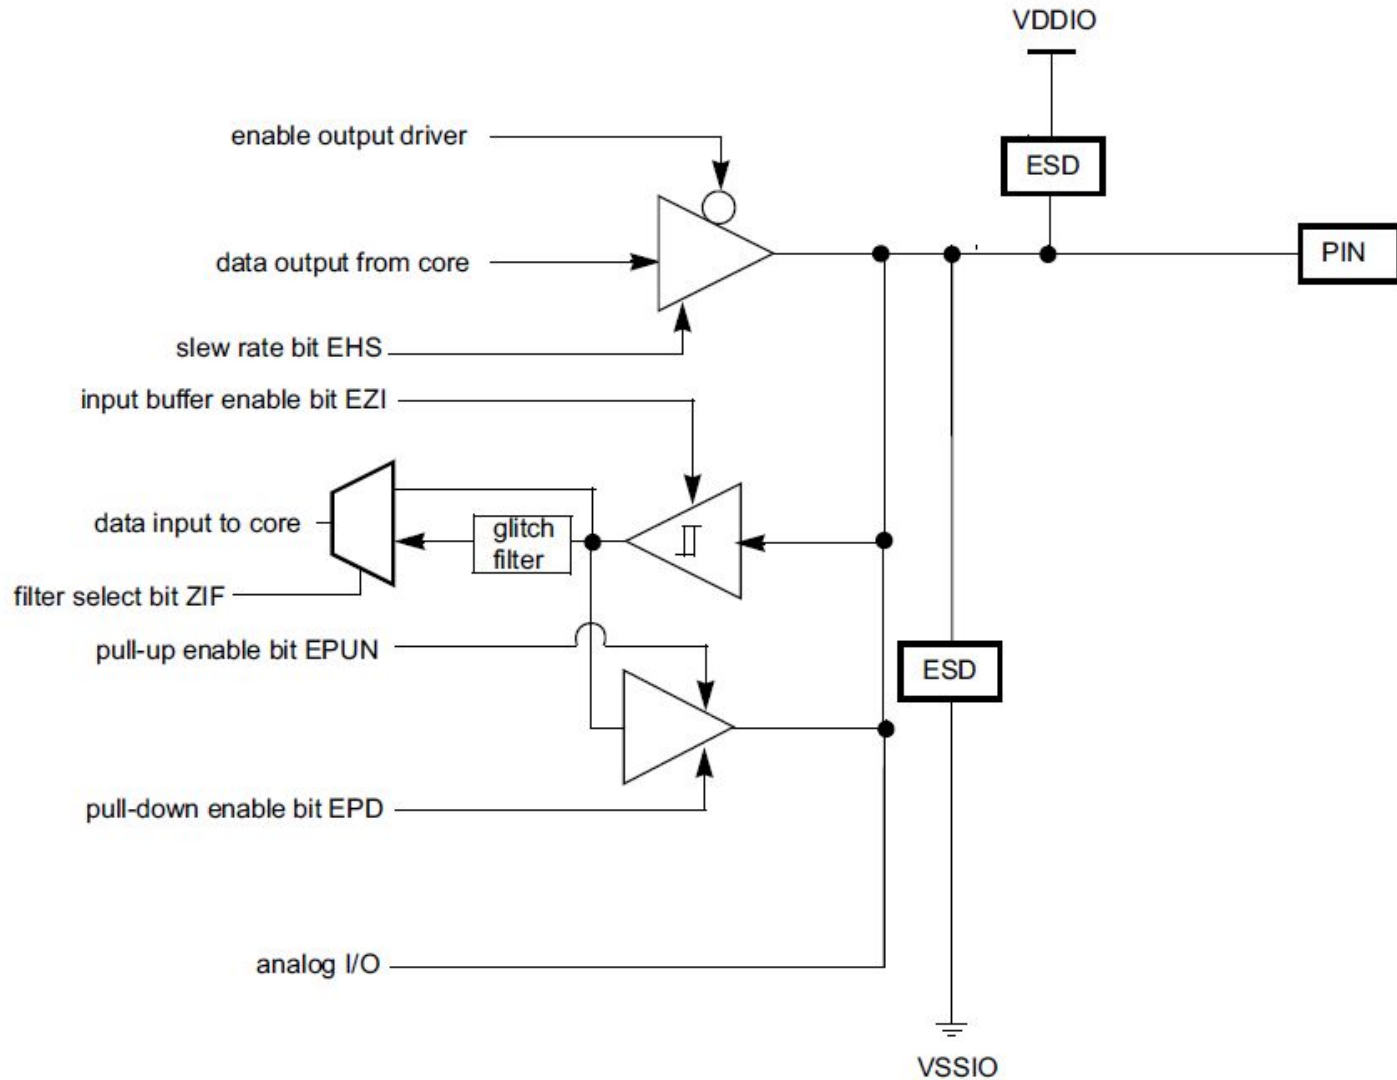 VDDIO
enable output driver
ESD
data output from core
PIN
slew rate bit EHS
input buffer enable bit EZI
data input to core
glitch
filter
filter select bit ZIF
pull-up enable bit EPUN
ESD
pull-down enable bit EPD
analog I/O
VSSIO